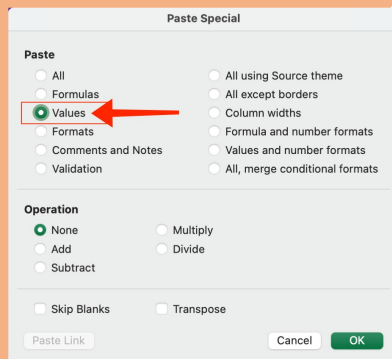 Paste Special
Paste
All
Formulas
Values
Formats
Comments and Notes
Validation
All using Source theme
All except borders
Column widths
Formula and number formats
Values and number formats
All, merge conditional formats
Operation
None
Add
Subtract
Multiply
Divide
Skip Blanks
Transpose
Paste Link
Cancel
OK